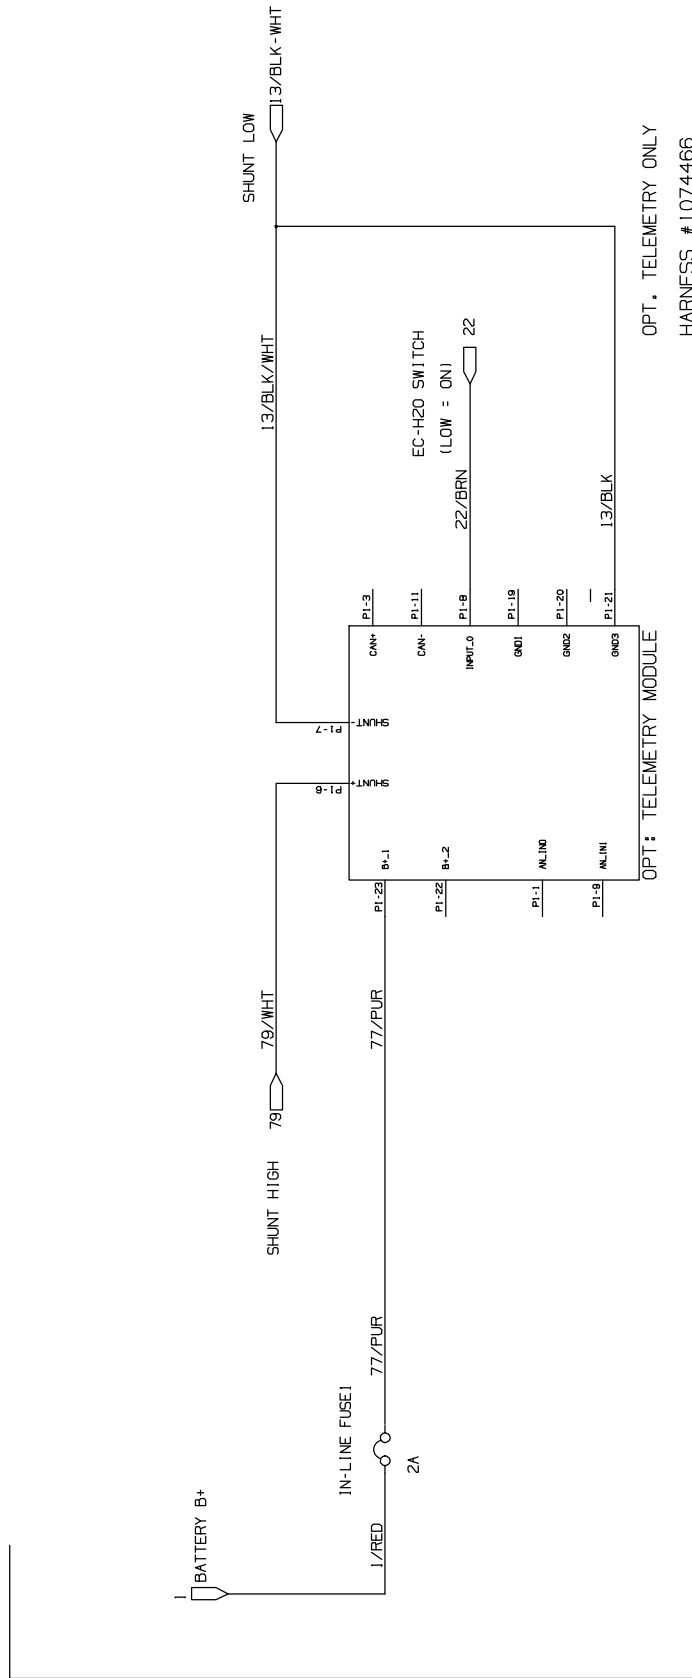 1
BATTERY B+
1/RED
IN-LINE FUSE1
2A
77/PUR
77/PUR
SHUNT HIGH
79
79/WHT
SHUNT LOW
13/BLK-WHT
13/BLK/WHT
P1-6
SHUNT+
P1-7
SHUNT-
P1-23
B+_1
P1-22
B+_2
P1-1
AN_IN0
P1-9
AN_IN1
CAN+
P1-3
CAN-
P1-11
INPUT_0
P1-8
GND1
P1-19
GND2
P1-20
GND3
P1-21
22/BRN
EC-H2O SWITCH
(LOW = ON)
22
13/BLK
OPT: TELEMETRY MODULE
OPT. TELEMETRY ONLY
HARNESS #1074466